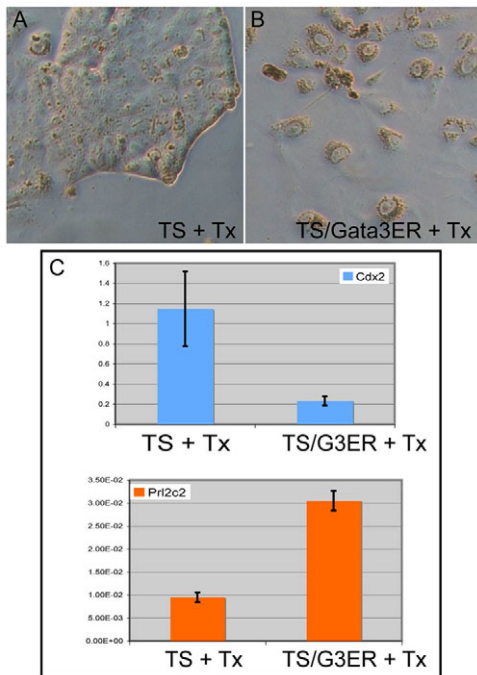 A
B
TS + Tx
TS/Gata3ER + Tx
C
1.6
Cdx2
1.4
1.2
1
0.8
0.6
0.4
0.2
0
TS + Tx
TS/G3ER + Tx
3.50E-02
Prl2c2
3.00E-02
2.50E-02
2.00E-02
1.50E-02
1.00E-02
5.00E-03
0.00E+00
TS + Tx
TS/G3ER + Tx